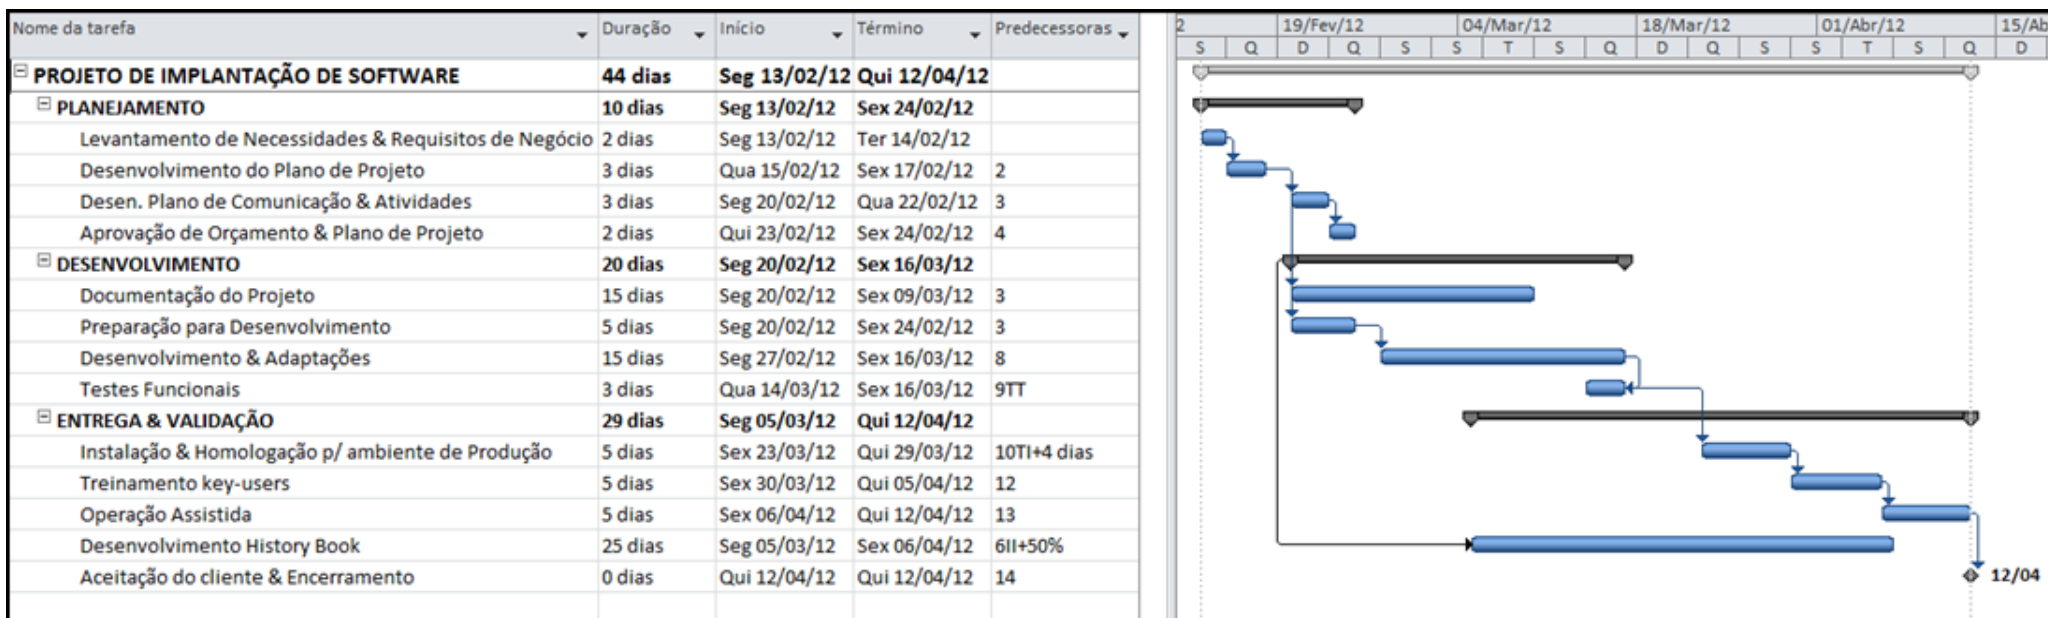 Nome da tarefa Duração Início Término Predecessoras 2 19/Fev/12 04/Mar/12 18/Mar/12 01/Abr/12 15/Ab
S Q D Q S S T S Q D Q S S T S Q D
PROJETO DE IMPLANTAÇÃO DE SOFTWARE 44 dias Seg 13/02/12 Qui 12/04/12
PLANEJAMENTO 10 dias Seg 13/02/12 Sex 24/02/12
Levantamento de Necessidades & Requisitos de Negócio 2 dias Seg 13/02/12 Ter 14/02/12
Desenvolvimento do Plano de Projeto 3 dias Qua 15/02/12 Sex 17/02/12 2
Desen. Plano de Comunicação & Atividades 3 dias Seg 20/02/12 Qua 22/02/12 3
Aprovação de Orçamento & Plano de Projeto 2 dias Qui 23/02/12 Sex 24/02/12 4
DESENVOLVIMENTO 20 dias Seg 20/02/12 Sex 16/03/12
Documentação do Projeto 15 dias Seg 20/02/12 Sex 09/03/12 3
Preparação para Desenvolvimento 5 dias Seg 20/02/12 Sex 24/02/12 3
Desenvolvimento & Adaptações 15 dias Seg 27/02/12 Sex 16/03/12 8
Testes Funcionais 3 dias Qua 14/03/12 Sex 16/03/12 9TT
ENTREGA & VALIDAÇÃO 29 dias Seg 05/03/12 Qui 12/04/12
Instalação & Homologação p/ ambiente de Produção 5 dias Sex 23/03/12 Qui 29/03/12 10TI+4 dias
Treinamento key-users 5 dias Sex 30/03/12 Qui 05/04/12 12
Operação Assistida 5 dias Sex 06/04/12 Qui 12/04/12 13
Desenvolvimento History Book 25 dias Seg 05/03/12 Sex 06/04/12 6II+50%
Aceitação do cliente & Encerramento 0 dias Qui 12/04/12 Qui 12/04/12 14 12/04